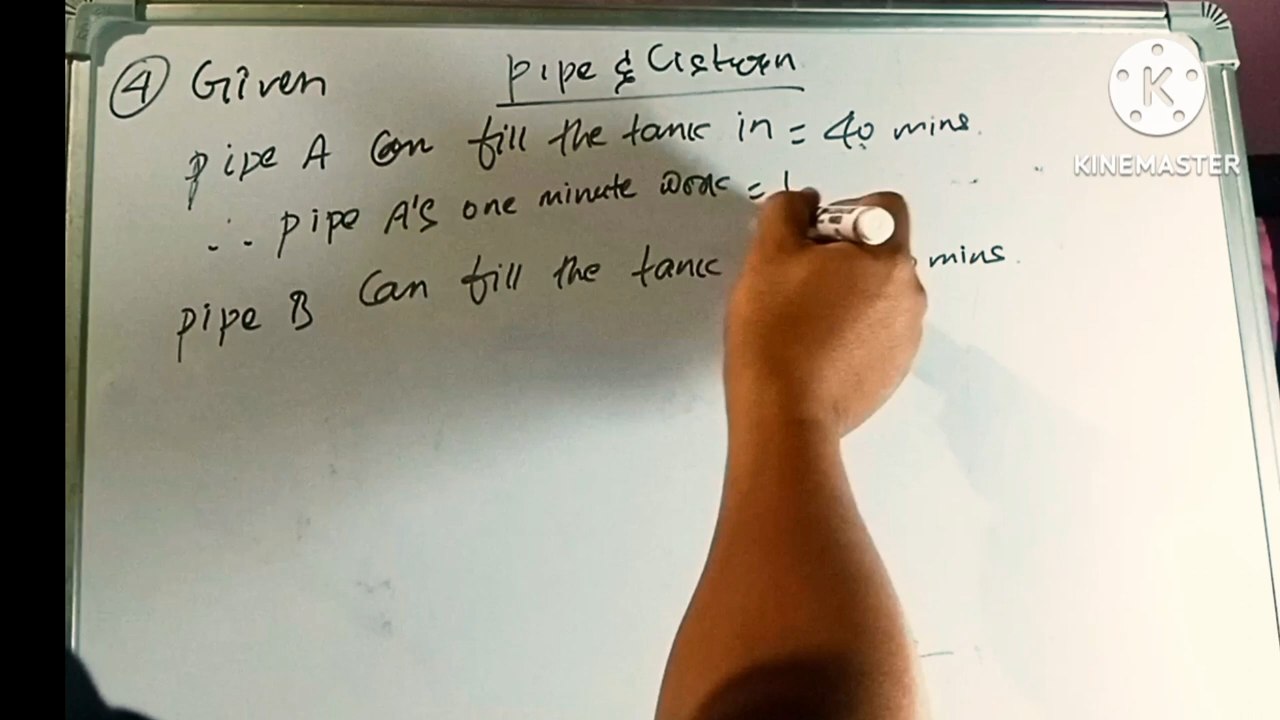 ④ Given
Pipe & Cistern
Pipe A Can fill the tank in = 40 mins.
∴ pipe A's one minute work = 1
Pipe B Can fill the tank mins.
K
KINEMASTER